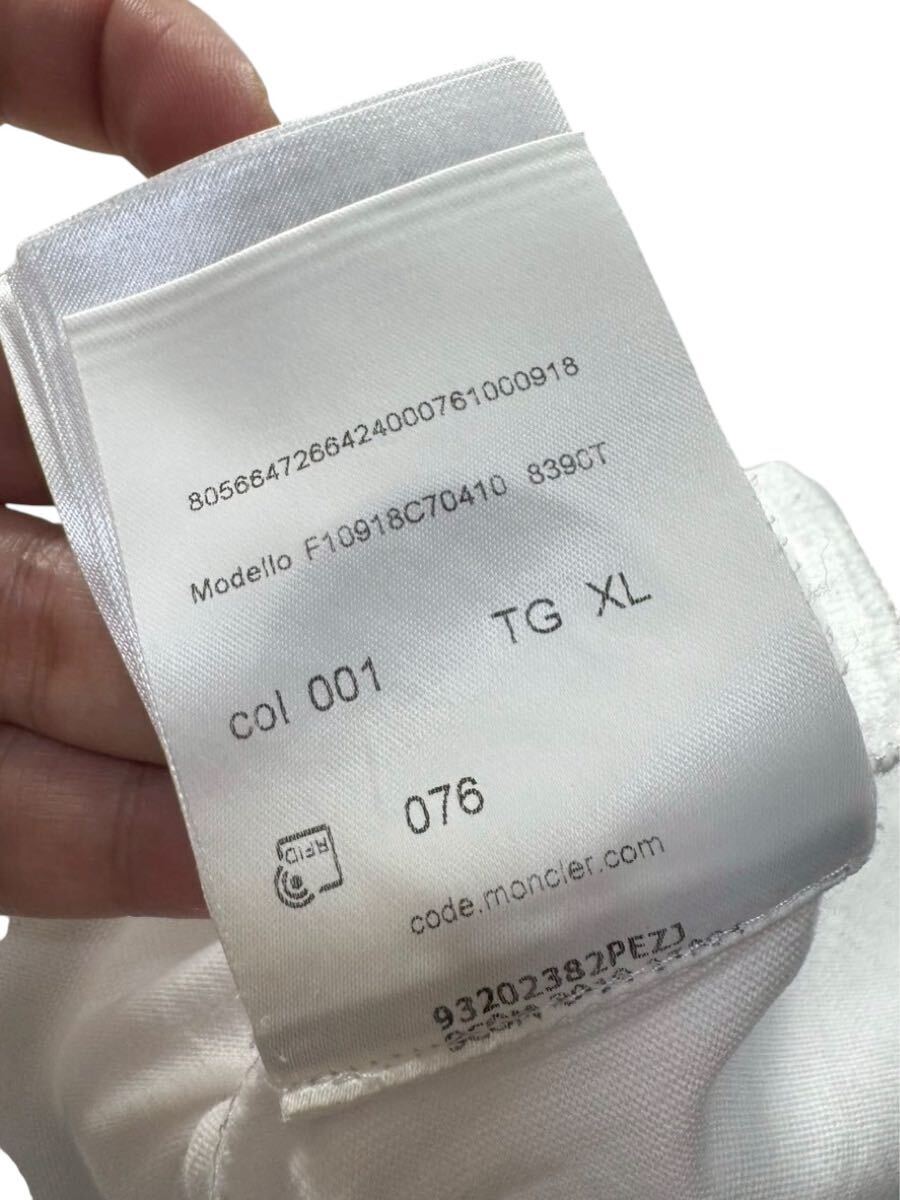 8056647266424000761000918
Modello F10918C70410 8390T
col 001 TG XL
RFID 076
code.moncler.com
93202382PEZJ